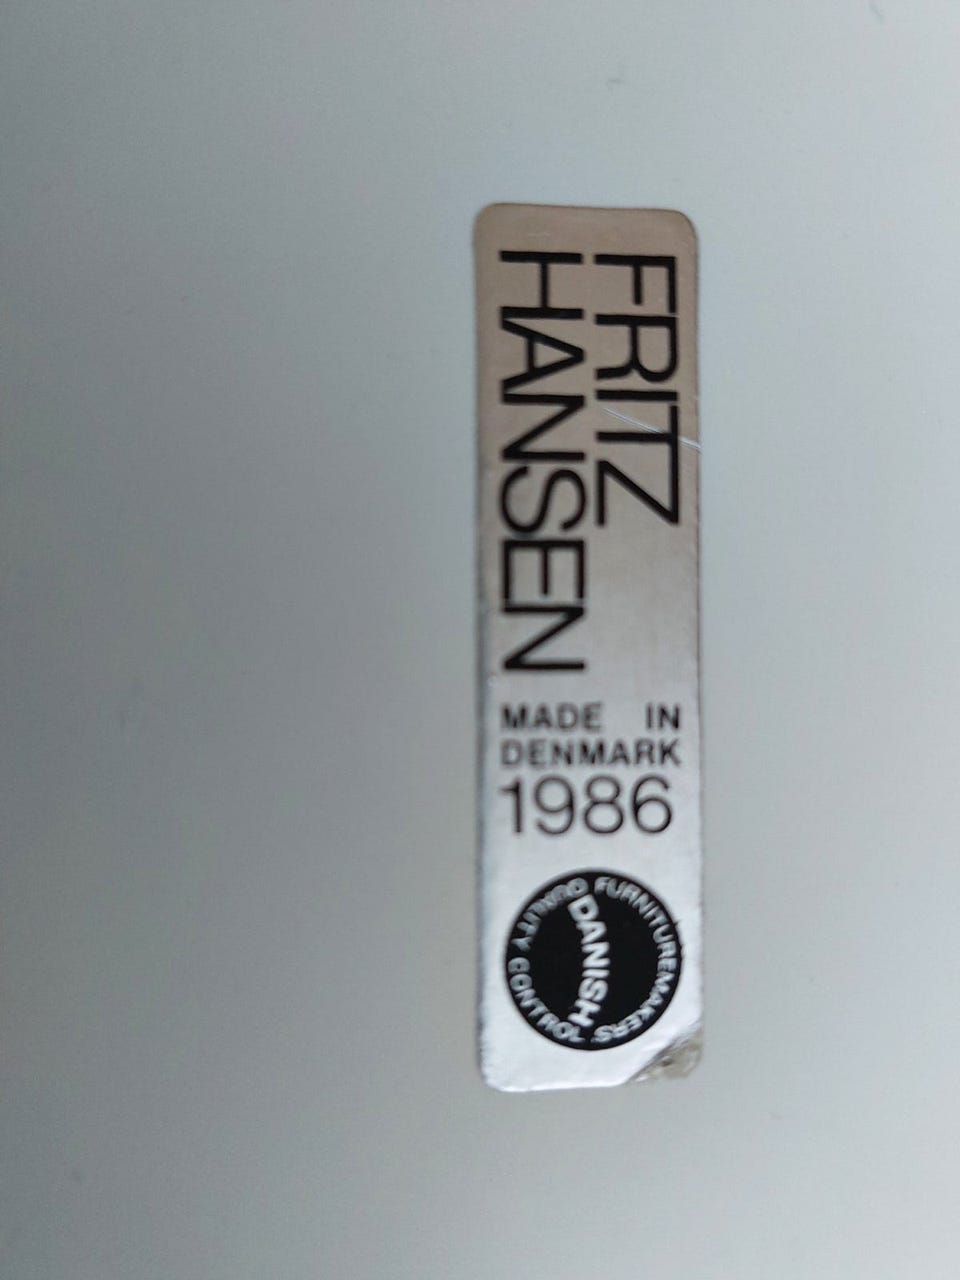 FRITZ
HANSEN
MADE IN
DENMARK
1986
DANISH
FURNITUREMAKERS'
QUALITY CONTROL